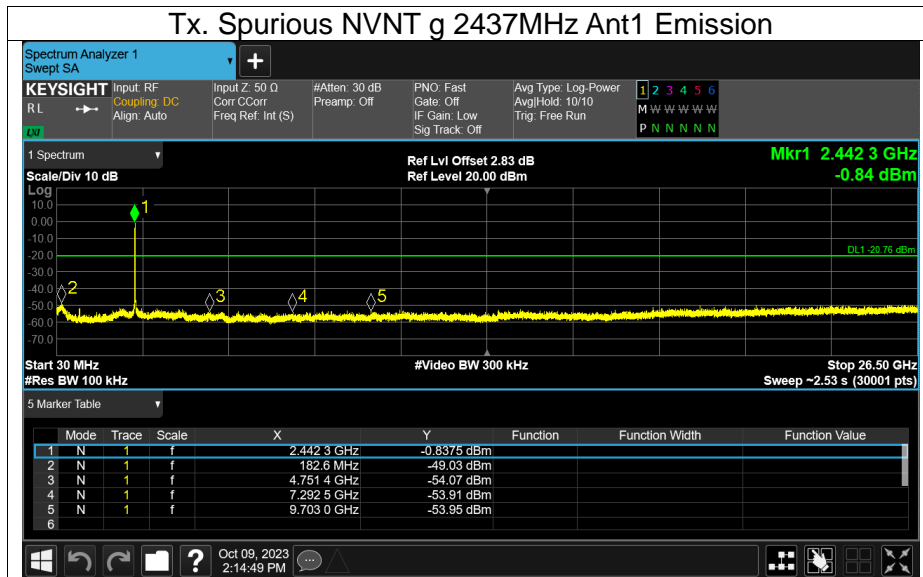 Tx. Spurious NVNT g 2437MHz Ant1 Emission
Spectrum Analyzer 1
Swept SA
+
KEYSIGHT Input: RF Input Z: 50 Ω #Atten: 30 dB PNO: Fast Avg Type: Log-Power 1 2 3 4 5 6
RL Coupling: DC Corr CCorr Preamp: Off Gate: Off Avg|Hold: 10/10 M W W W W W
Align: Auto Freq Ref: Int (S) IF Gain: Low Trig: Free Run
LXI Sig Track: Off P N N N N N
1 Spectrum Ref Lvl Offset 2.83 dB Mkr1 2.442 3 GHz
Scale/Div 10 dB Ref Level 20.00 dBm -0.84 dBm
Log
10.0 1
0.00
-10.0
-20.0 DL1 -20.76 dBm
-30.0
-40.0 2 3 4 5
-50.0
-60.0
-70.0
Start 30 MHz #Video BW 300 kHz Stop 26.50 GHz
#Res BW 100 kHz Sweep ~2.53 s (30001 pts)
5 Marker Table
Mode Trace Scale X Y Function Function Width Function Value
1 N 1 f 2.442 3 GHz -0.8375 dBm
2 N 1 f 182.6 MHz -49.03 dBm
3 N 1 f 4.751 4 GHz -54.07 dBm
4 N 1 f 7.292 5 GHz -53.91 dBm
5 N 1 f 9.703 0 GHz -53.95 dBm
6
? Oct 09, 2023
2:14:49 PM